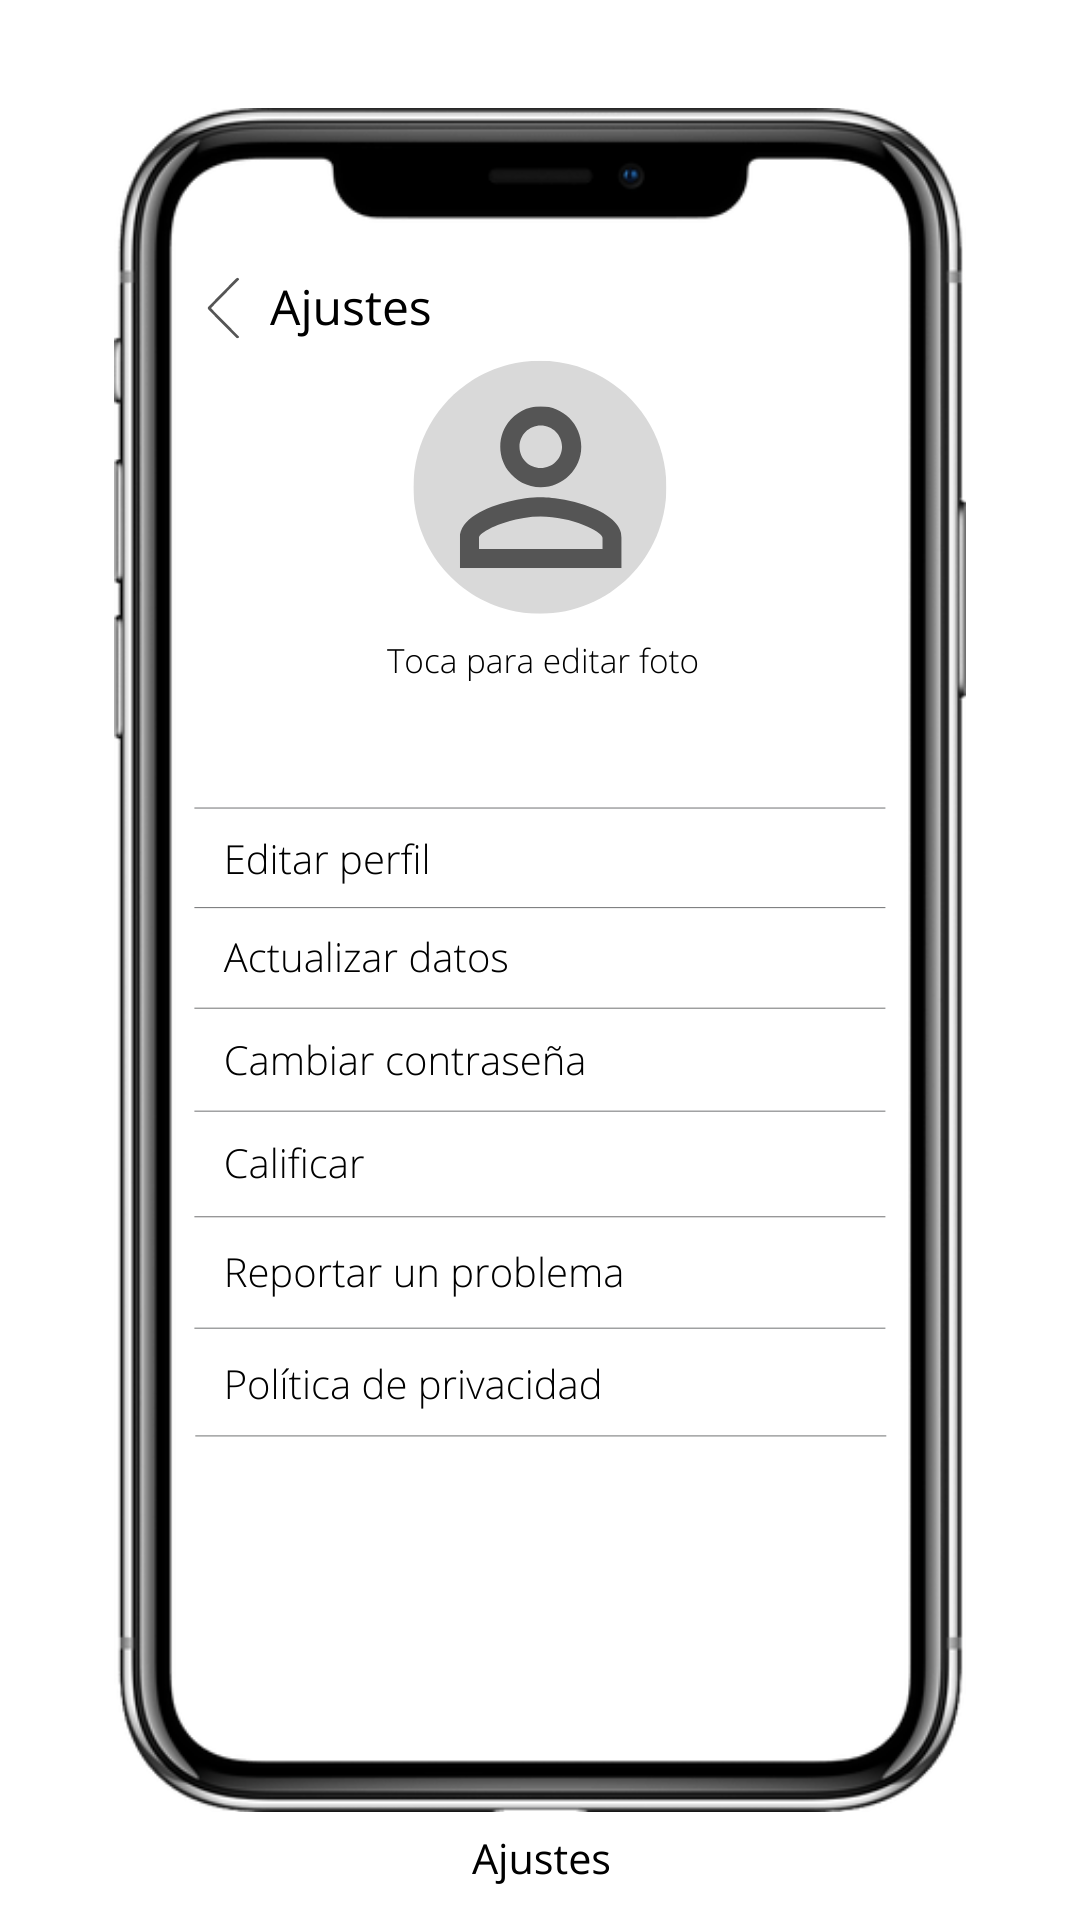 Ajustes
Toca para editar foto
Editar perfil
Actualizar datos
Cambiar contraseña
Calificar
Reportar un problema
Política de privacidad
Ajustes